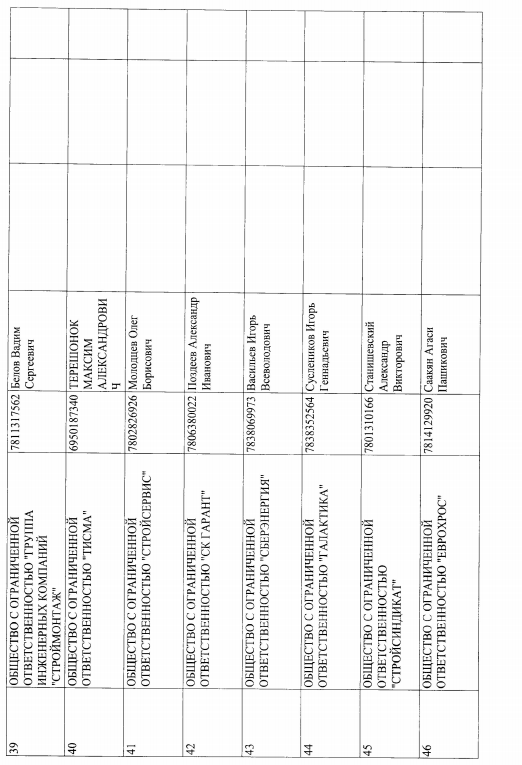 39
ОБЩЕСТВО С ОГРАНИЧЕННОЙ
ОТВЕТСТВЕННОСТЬЮ "ГРУППА
ИНЖЕНЕРНЫХ КОМПАНИЙ
"СТРОЙМОНТАЖ"
7811317562
Белов Вадим
Сергеевич
40
ОБЩЕСТВО С ОГРАНИЧЕННОЙ
ОТВЕТСТВЕННОСТЬЮ "ТИСМА"
6950187340
ТЕРЕШОНОК
МАКСИМ
АЛЕКСАНДРОВИ
Ч
41
ОБЩЕСТВО С ОГРАНИЧЕННОЙ
ОТВЕТСТВЕННОСТЬЮ "СТРОЙСЕРВИС"
7802826926
Молодцев Олег
Борисович
42
ОБЩЕСТВО С ОГРАНИЧЕННОЙ
ОТВЕТСТВЕННОСТЬЮ "СК ГАРАНТ"
7806380022
Поздеев Александр
Иванович
43
ОБЩЕСТВО С ОГРАНИЧЕННОЙ
ОТВЕТСТВЕННОСТЬЮ "СБЕРЭНЕРГИЯ"
7838069973
Васильев Игорь
Всеволодович
44
ОБЩЕСТВО С ОГРАНИЧЕННОЙ
ОТВЕТСТВЕННОСТЬЮ "ГАЛАКТИКА"
7838352564
Суслеников Игорь
Геннадьевич
45
ОБЩЕСТВО С ОГРАНИЧЕННОЙ
ОТВЕТСТВЕННОСТЬЮ
"СТРОЙСИНДИКАТ"
7801310166
Станишевский
Александр
Викторович
46
ОБЩЕСТВО С ОГРАНИЧЕННОЙ
ОТВЕТСТВЕННОСТЬЮ "ЕВРОХРОС"
7814129920
Саакян Агаси
Пашикович